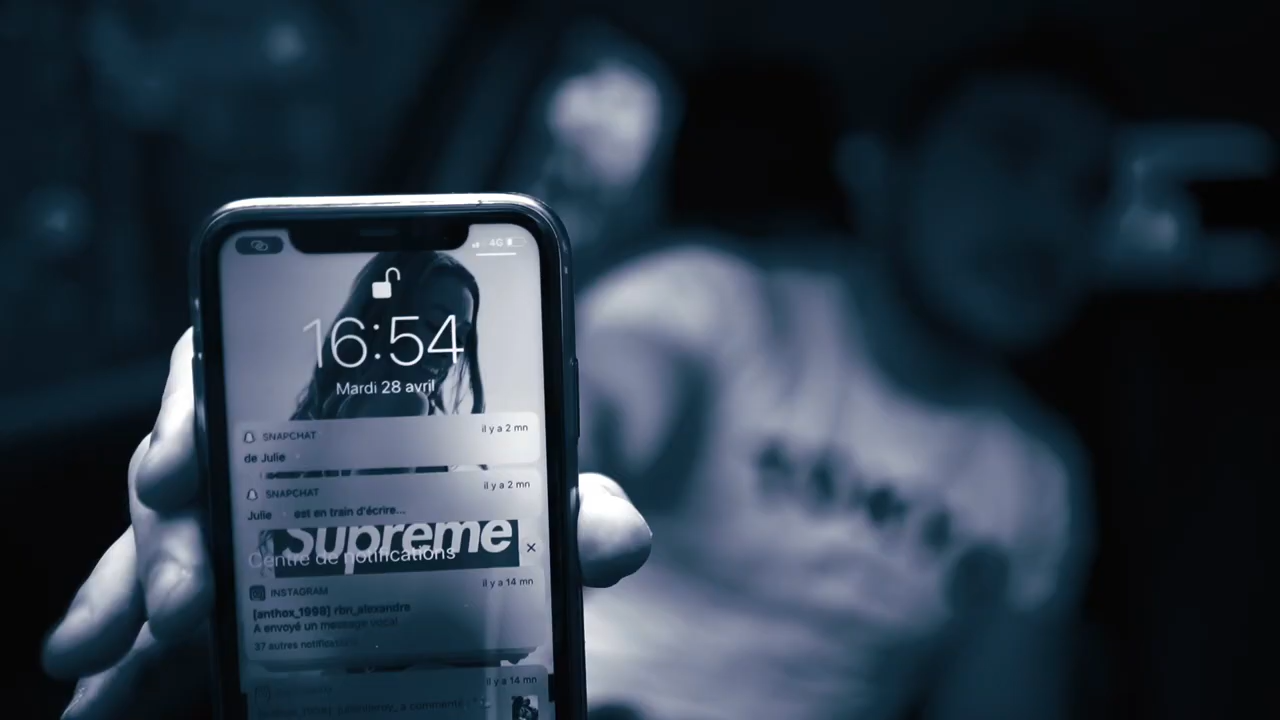 4G
16:54
Mardi 28 avril
SNAPCHAT
il y a 2 mn
de Julie
SNAPCHAT
il y a 2 mn
Julie est en train d'écrire...
Supreme
Centre de notifications
INSTAGRAM
il y a 14 mn
[anthox_1998] rbn_alexandre
A envoyé un message vocal
37 autres notifications
il y a 14 mn
a commenté :